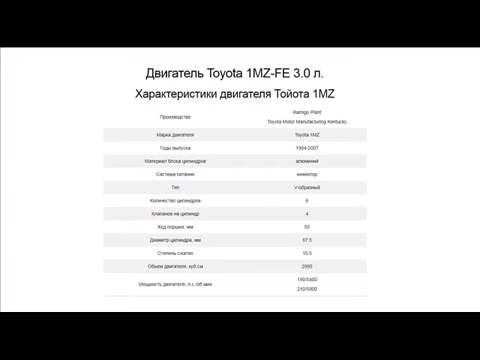 Двигатель Toyota 1MZ-FE 3.0 л.
Характеристики двигателя Тойота 1MZ
Производство
Kamigo Plant
Toyota Motor Manufacturing Kentucky
Марка двигателя Toyota 1MZ
Годы выпуска 1994-2007
Материал блока цилиндров алюминий
Система питания инжектор
Тип V-образный
Количество цилиндров 6
Клапанов на цилиндр 4
Ход поршня, мм 83
Диаметр цилиндра, мм 87.5
Степень сжатия 10.5
Объем двигателя, куб.см 2995
Мощность двигателя, л.с./об.мин
190/5400
210/5800